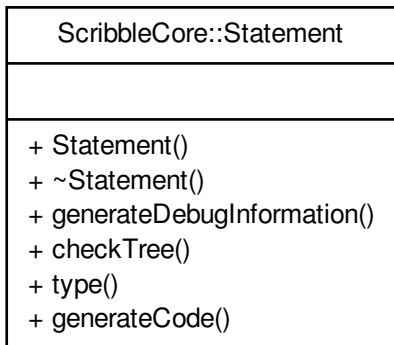 ScribbleCore::Statement
+ Statement()
+ ~Statement()
+ generateDebugInformation()
+ checkTree()
+ type()
+ generateCode()